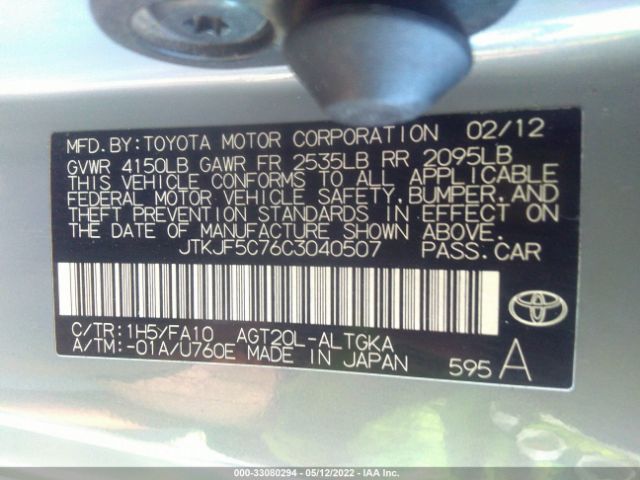 MFD.BY:TOYOTA MOTOR CORPORATION 02/12
GVWR 4150LB GAWR FR 2535LB RR 2095LB
THIS VEHICLE CONFORMS TO ALL APPLICABLE
FEDERAL MOTOR VEHICLE SAFETY,BUMPER,AND
THEFT PREVENTION STANDARDS IN EFFECT ON
THE DATE OF MANUFACTURE SHOWN ABOVE.
JTKJF5C76C3040507 PASS.CAR
C/TR:1H5/FA10 AGT20L-ALTGKA
A/TM:-01A/U760E MADE IN JAPAN 595 A
000-33080294 - 05/12/2022 - IAA Inc.